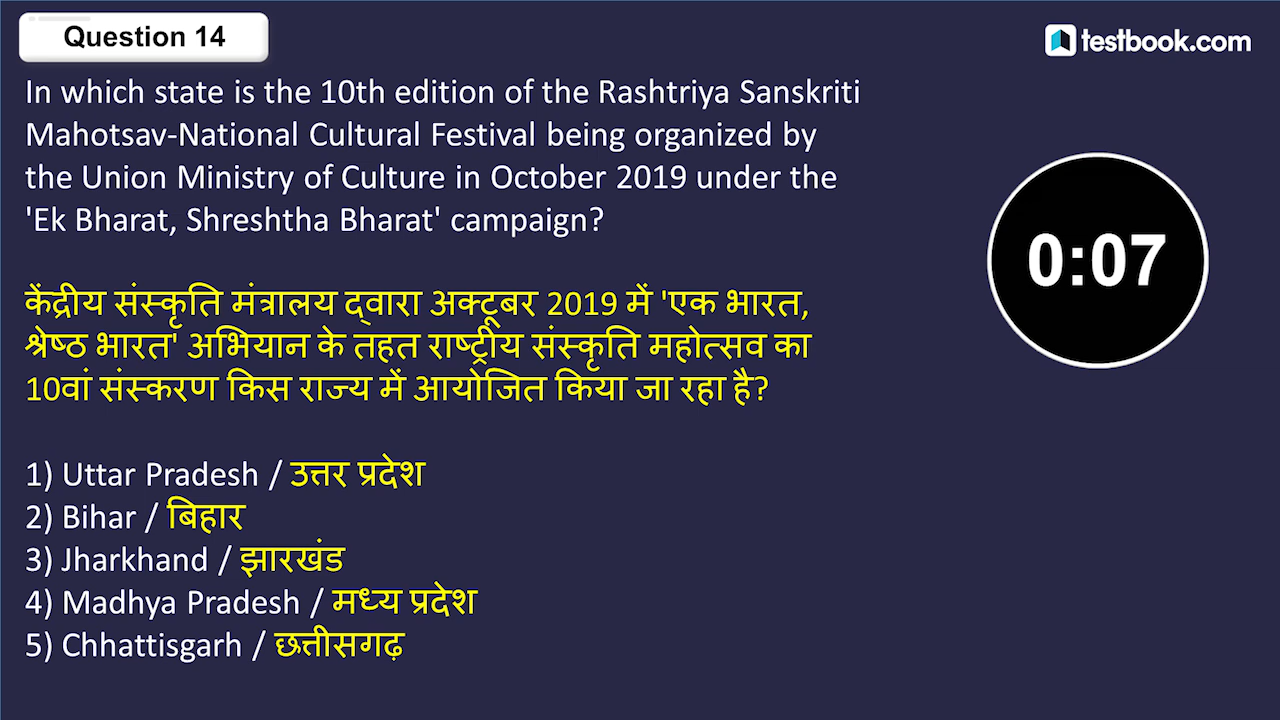 Question 14
testbook.com
In which state is the 10th edition of the Rashtriya Sanskriti
Mahotsav-National Cultural Festival being organized by
the Union Ministry of Culture in October 2019 under the
'Ek Bharat, Shreshtha Bharat' campaign?
0:07
केंद्रीय संस्कृति मंत्रालय द्वारा अक्टूबर 2019 में 'एक भारत,
श्रेष्ठ भारत' अभियान के तहत राष्ट्रीय संस्कृति महोत्सव का
10वां संस्करण किस राज्य में आयोजित किया जा रहा है?
1) Uttar Pradesh / उत्तर प्रदेश
2) Bihar / बिहार
3) Jharkhand / झारखंड
4) Madhya Pradesh / मध्य प्रदेश
5) Chhattisgarh / छत्तीसगढ़